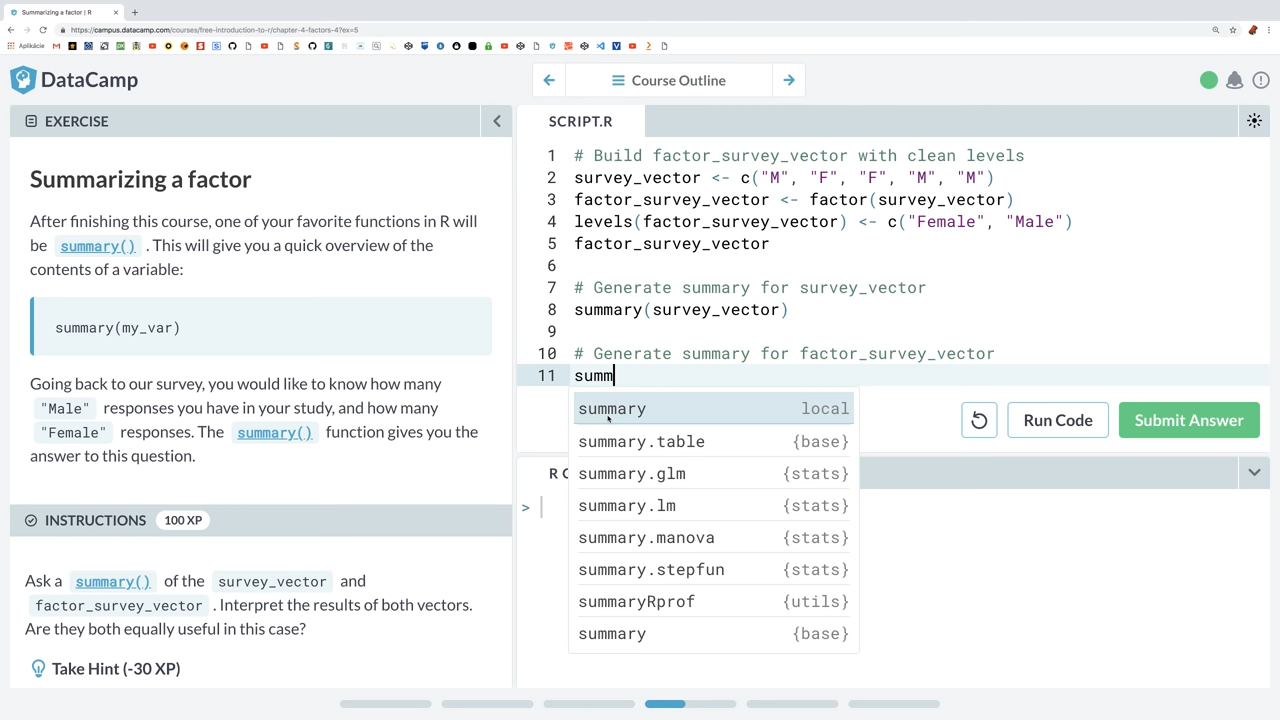 Summarizing a factor | R
https://campus.datacamp.com/courses/free-introduction-to-r/chapter-4-factors-4?ex=5
Aplikácie
DataCamp
Course Outline
EXERCISE
Summarizing a factor
After finishing this course, one of your favorite functions in R will
be summary() . This will give you a quick overview of the
contents of a variable:
summary(my_var)
Going back to our survey, you would like to know how many
"Male" responses you have in your study, and how many
"Female" responses. The summary() function gives you the
answer to this question.
INSTRUCTIONS 100 XP
Ask a summary() of the survey_vector and
factor_survey_vector . Interpret the results of both vectors.
Are they both equally useful in this case?
Take Hint (-30 XP)
SCRIPT.R
1 # Build factor_survey_vector with clean levels
2 survey_vector <- c("M", "F", "F", "M", "M")
3 factor_survey_vector <- factor(survey_vector)
4 levels(factor_survey_vector) <- c("Female", "Male")
5 factor_survey_vector
6
7 # Generate summary for survey_vector
8 summary(survey_vector)
9
10 # Generate summary for factor_survey_vector
11 summ
summary local
summary.table {base}
summary.glm {stats}
summary.lm {stats}
summary.manova {stats}
summary.stepfun {stats}
summaryRprof {utils}
summary {base}
Run Code
Submit Answer
R C
>